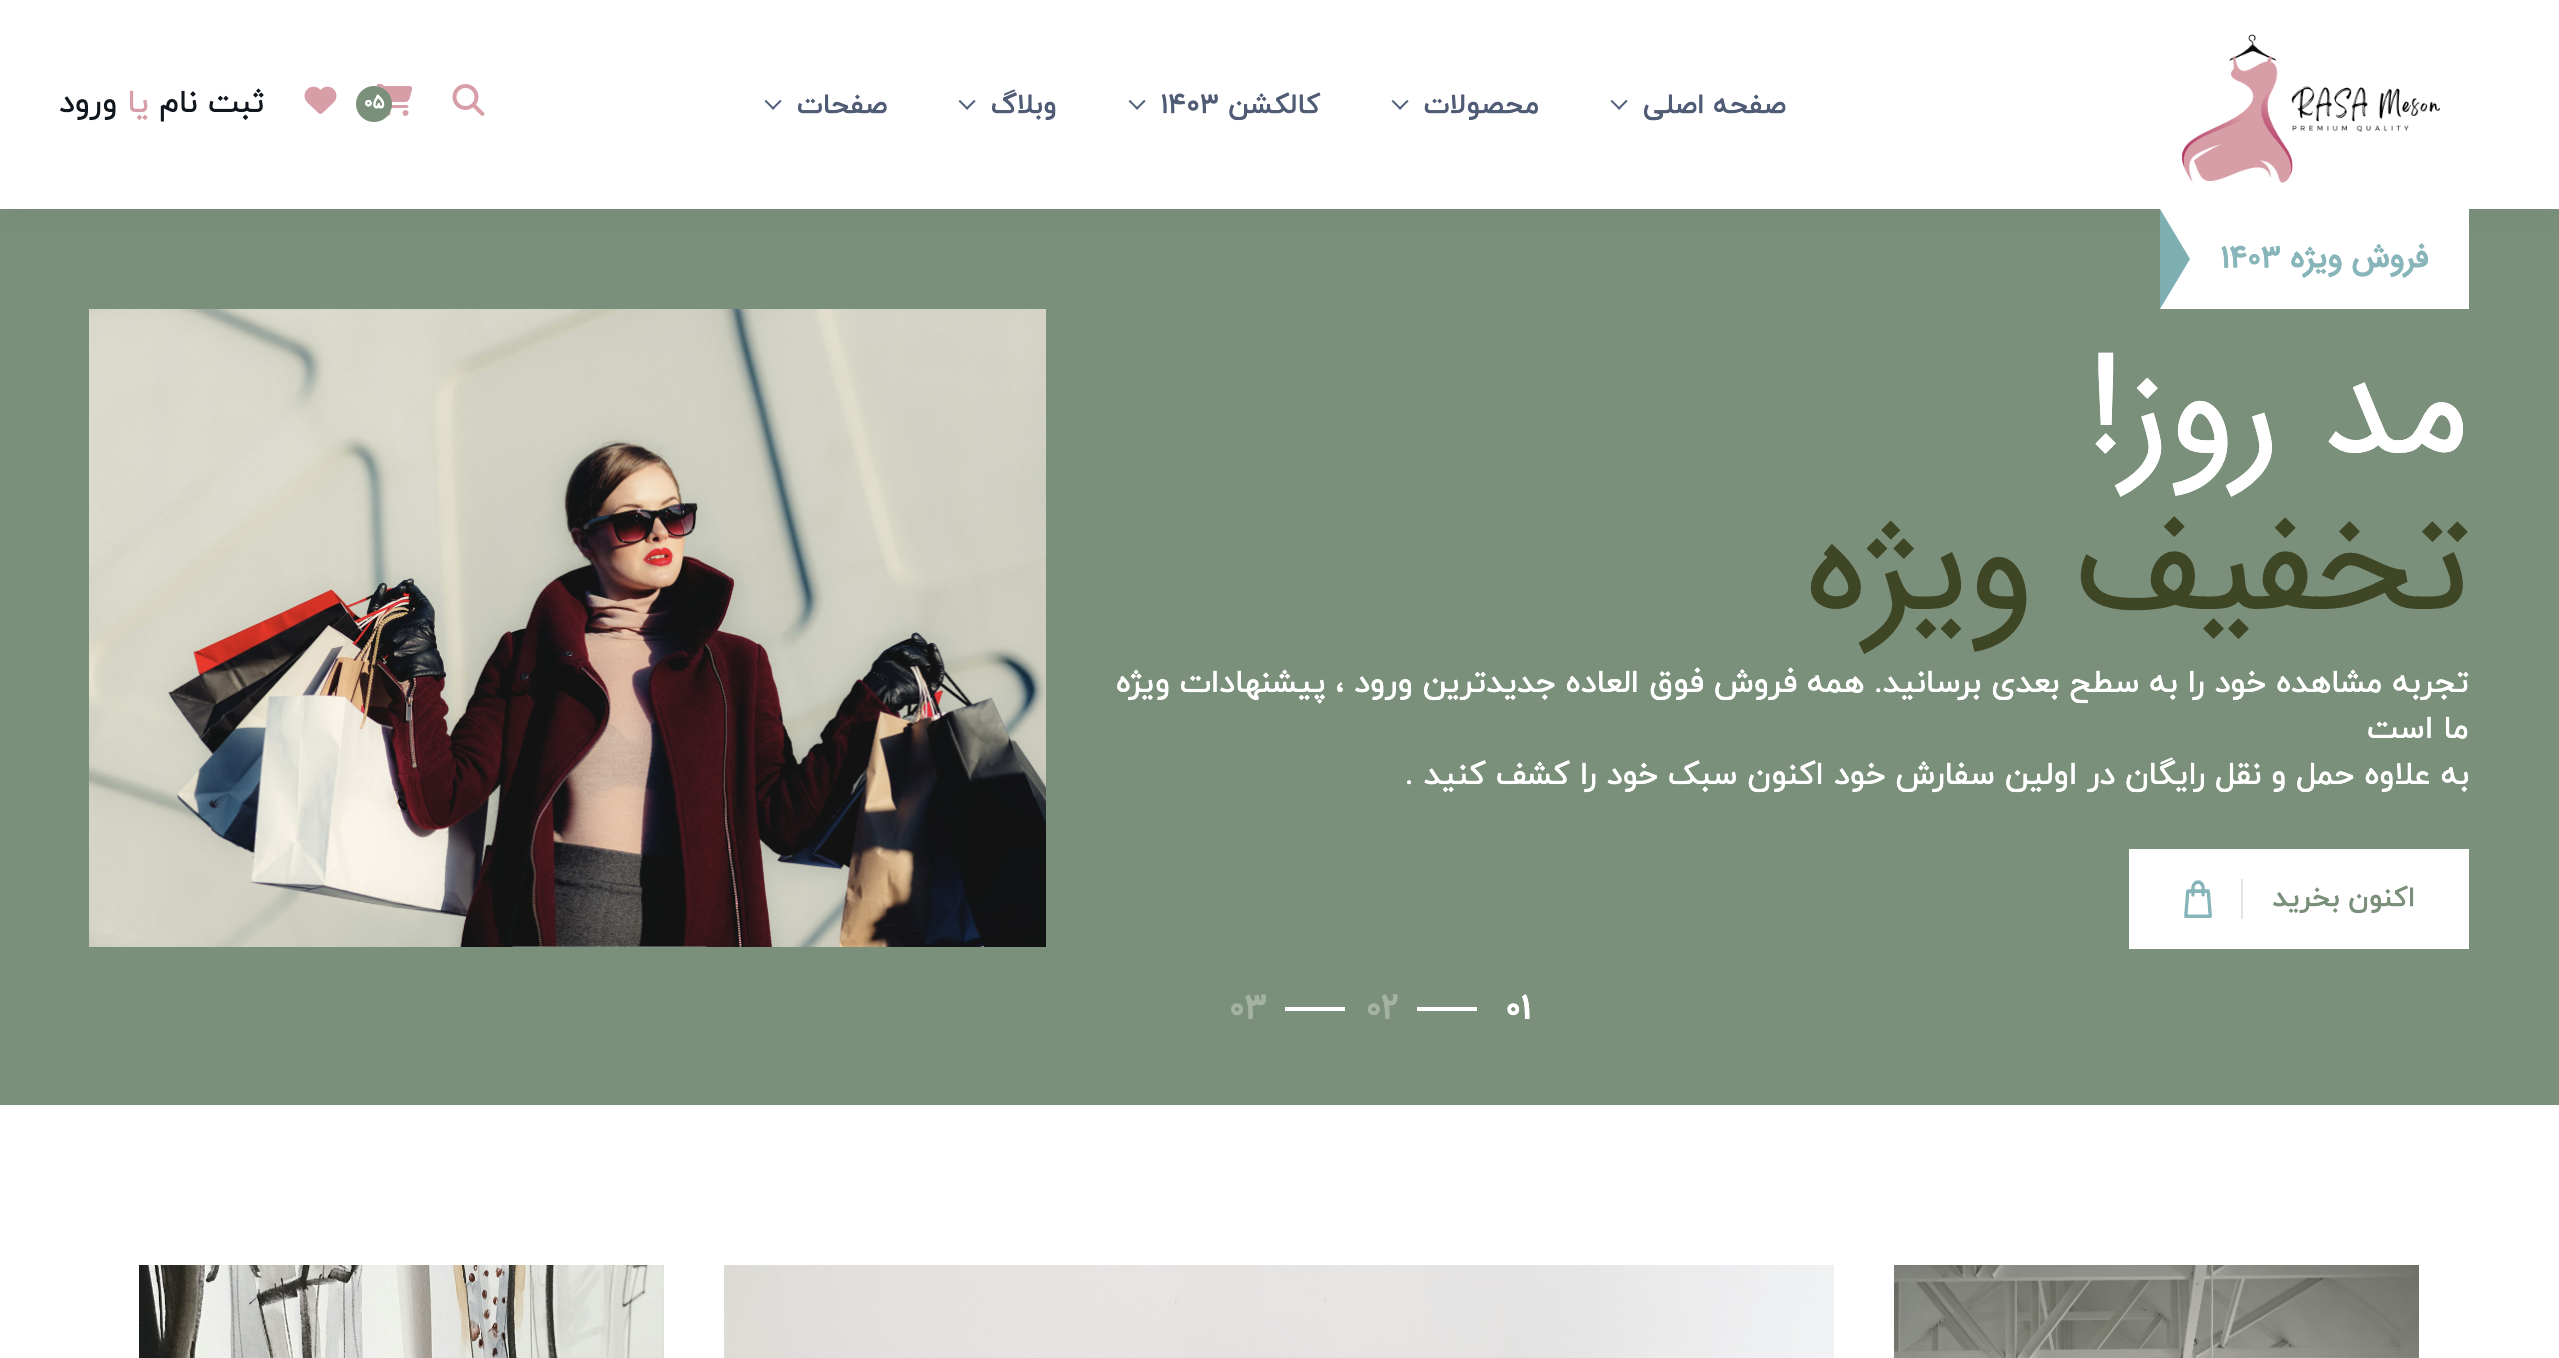 RASA Meson
PREMIUM QUALITY
صفحه اصلی
محصولات
کالکشن ۱۴۰۳
وبلاگ
صفحات
۰۵
ثبت نام یا ورود
فروش ویژه ۱۴۰۳
مد روز!
تخفیف ویژه
تجربه مشاهده خود را به سطح بعدی برسانید. همه فروش فوق العاده جدیدترین ورود ، پیشنهادات ویژه
ما است
به علاوه حمل و نقل رایگان در اولین سفارش خود اکنون سبک خود را کشف کنید .
اکنون بخرید
۰۱
۰۲
۰۳